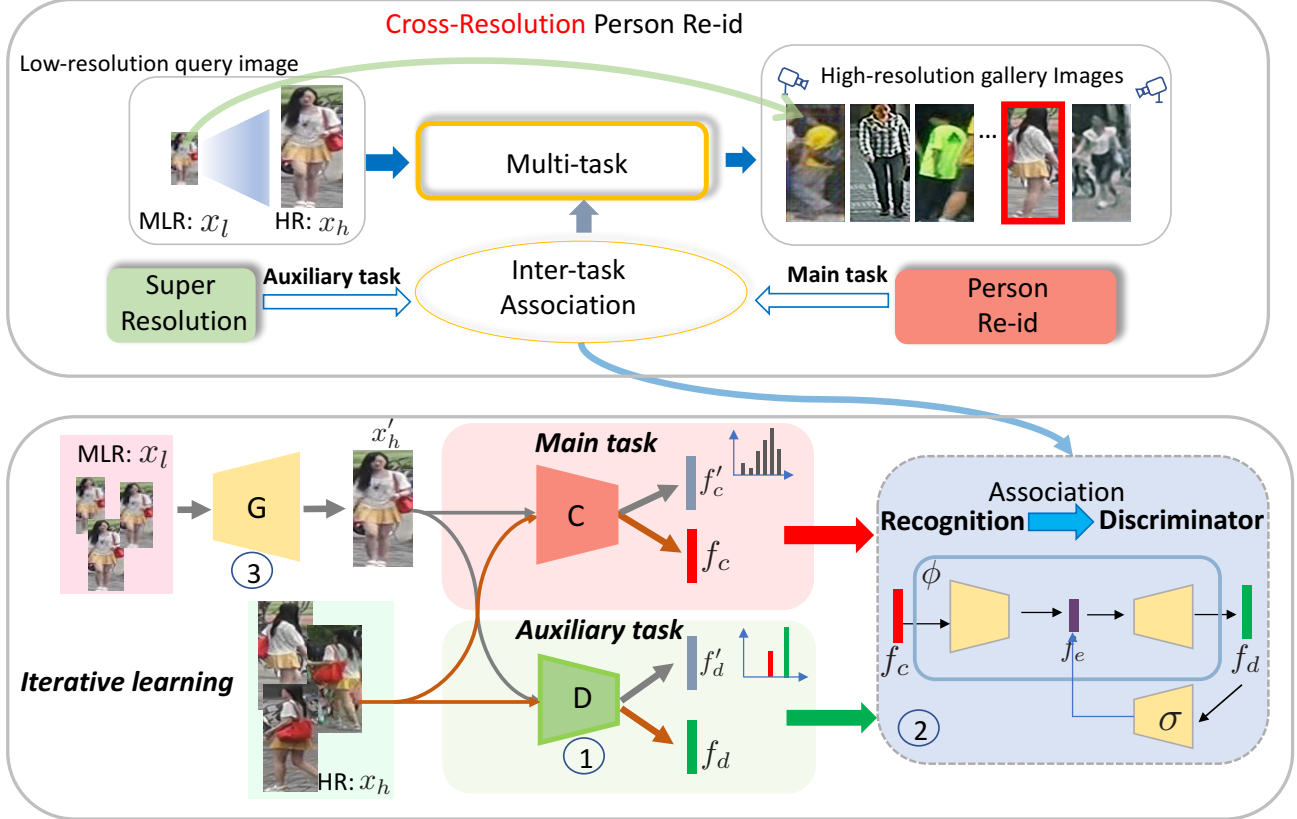 Cross-Resolution Person Re-id
Low-resolution query image
High-resolution gallery Images
...
Multi-task
MLR: x_l
HR: x_h
Super
Resolution
Auxiliary task
Inter-task
Association
Main task
Person
Re-id
MLR: x_l
x'_h
G
3
Main task
C
f'_c
f_c
Iterative learning
HR: x_h
Auxiliary task
D
1
f'_d
f_d
Association
Recognition
Discriminator
ϕ
f_c
f_e
f_d
σ
2